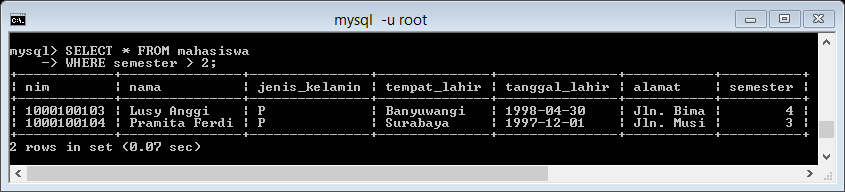 mysql -u root
mysql> SELECT * FROM mahasiswa
    -> WHERE semester > 2;
+------------+---------------+---------------+--------------+---------------+-----------+----------+
| nim        | nama          | jenis_kelamin | tempat_lahir | tanggal_lahir | alamat    | semester |
+------------+---------------+---------------+--------------+---------------+-----------+----------+
| 1000100103 | Lusy Anggi    | P             | Banyuwangi   | 1998-04-30    | Jln. Bima |        4 |
| 1000100104 | Pramita Ferdi | P             | Surabaya     | 1997-12-01    | Jln. Musi |        3 |
+------------+---------------+---------------+--------------+---------------+-----------+----------+
2 rows in set (0.07 sec)